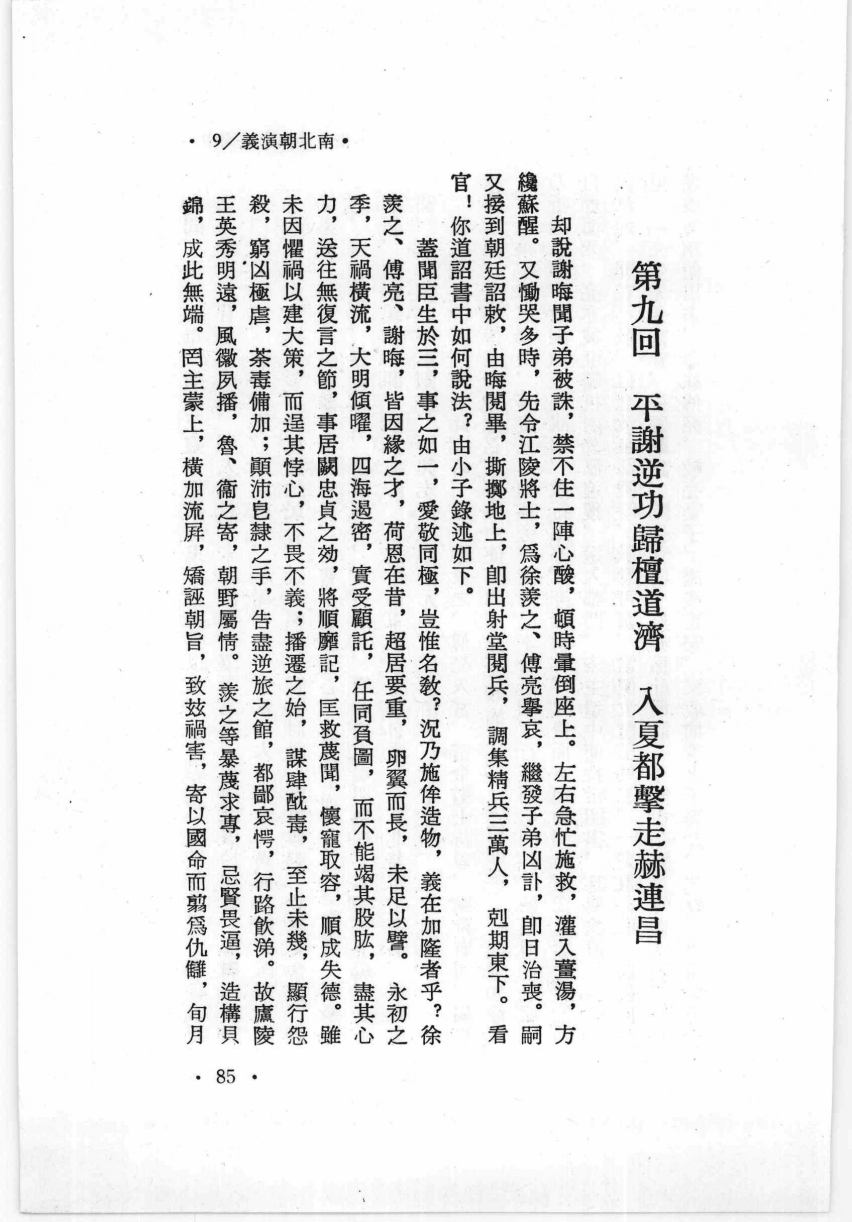 • 南北朝演義/9 •
第九回　平謝逆功歸檀道濟　入夏都擊走赫連昌
却說謝晦聞子弟被誅，禁不住一陣心酸，頓時暈倒座上。左右急忙施救，灌入薑湯，方
纔蘇醒。又慟哭多時，先令江陵將士，爲徐羨之、傅亮舉哀，繼發子弟凶訃，卽日治喪。嗣
又接到朝廷詔敕，由晦閱畢，撕擲地上，卽出射堂閱兵，調集精兵三萬人，剋期東下。看
官！你道詔書中如何說法？由小子錄述如下。
蓋聞臣生於三，事之如一，愛敬同極，豈惟名敎？況乃施侔造物，義在加隆者乎？徐
羨之、傅亮、謝晦，皆因緣之才，荷恩在昔，超居要重，卵翼而長，未足以譬。永初之
季，天禍橫流，大明傾曜，四海遏密，實受顧託，任同負圖，而不能竭其股肱，盡其心
力，送往無復言之節，事居闕忠貞之効，將順靡記，匡救蔑聞，懷寵取容，順成失德。雖
未因懼禍以建大策，而逞其悖心，不畏不義；播遷之始，謀肆酖毒，至止未幾，顯行怨
殺，窮凶極虐，荼毒備加；顚沛皂隸之手，告盡逆旅之館，都鄙哀愕，行路飲涕。故廬陵
王英秀明遠，風徽夙播，魯、衞之寄，朝野屬情。羨之等暴蔑求專，忌賢畏逼，造構貝
錦，成此無端。罔主蒙上，橫加流屛，矯誣朝旨，致玆禍害，寄以國命而翦爲仇讎，旬月
• 85 •